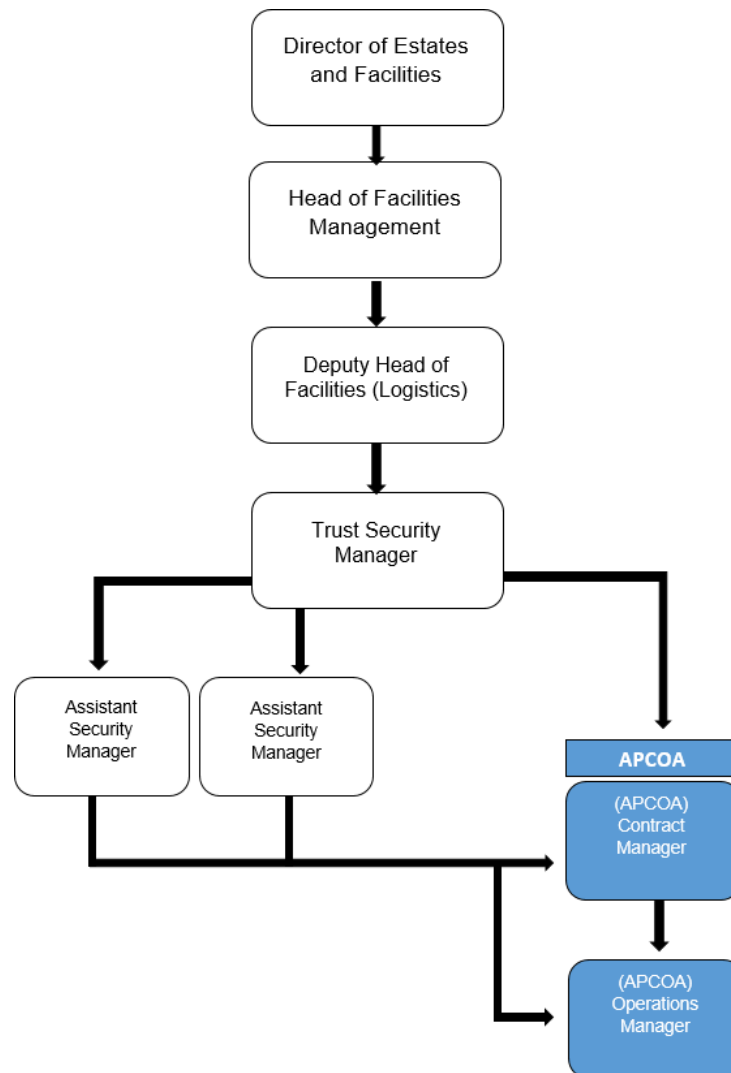 Director of Estates
and Facilities
Head of Facilities
Management
Deputy Head of
Facilities (Logistics)
Trust Security
Manager
Assistant
Security
Manager
Assistant
Security
Manager
APCOA
(APCOA)
Contract
Manager
(APCOA)
Operations
Manager